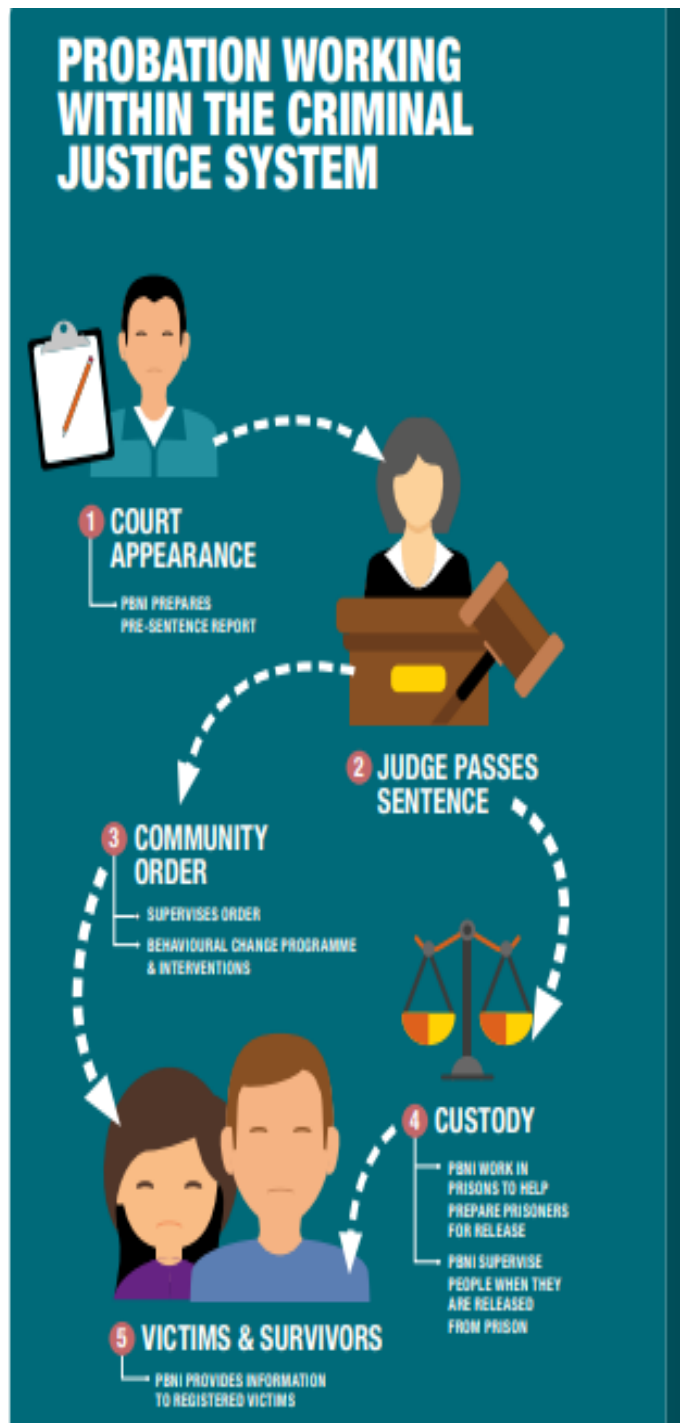 PROBATION WORKING
WITHIN THE CRIMINAL
JUSTICE SYSTEM
1 COURT
APPEARANCE
PBNI PREPARES
PRE-SENTENCE REPORT
2 JUDGE PASSES
SENTENCE
3 COMMUNITY
ORDER
SUPERVISES ORDER
BEHAVIOURAL CHANGE PROGRAMME
& INTERVENTIONS
4 CUSTODY
PBNI WORK IN
PRISONS TO HELP
PREPARE PRISONERS
FOR RELEASE
PBNI SUPERVISE
PEOPLE WHEN THEY
ARE RELEASED
FROM PRISON
5 VICTIMS & SURVIVORS
PBNI PROVIDES INFORMATION
TO REGISTERED VICTIMS